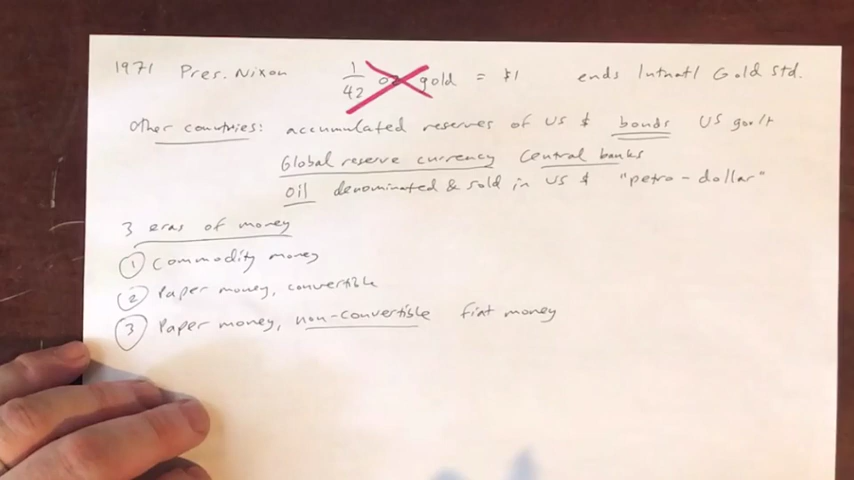 1971 Pres. Nixon 1/42 oz gold = $1 ends Intnat'l Gold Std.
Other countries: accumulated reserves of US $ bonds US gov't
Global reserve currency Central banks
Oil denominated & sold in US $ "petro-dollar"
3 eras of money
① Commodity money
② Paper money, convertible
③ Paper money, non-convertible fiat money